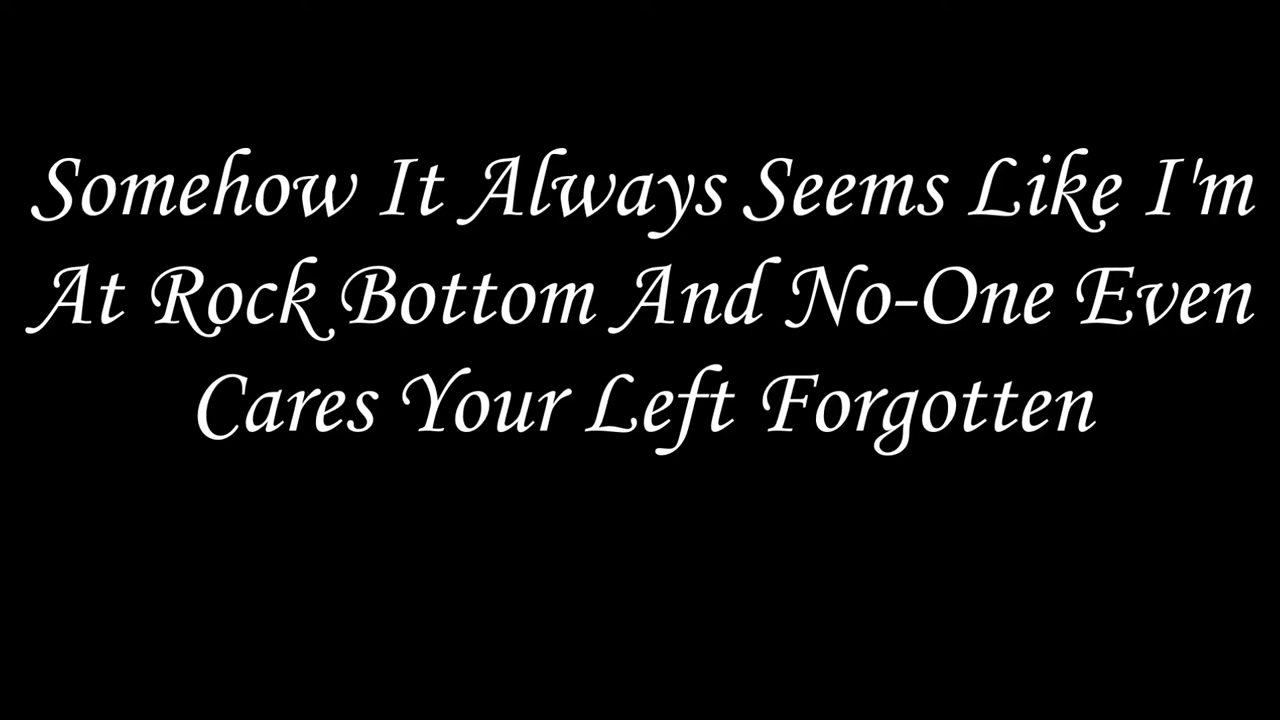 Somehow It Always Seems Like I'm
At Rock Bottom And No-One Even
Cares Your Left Forgotten